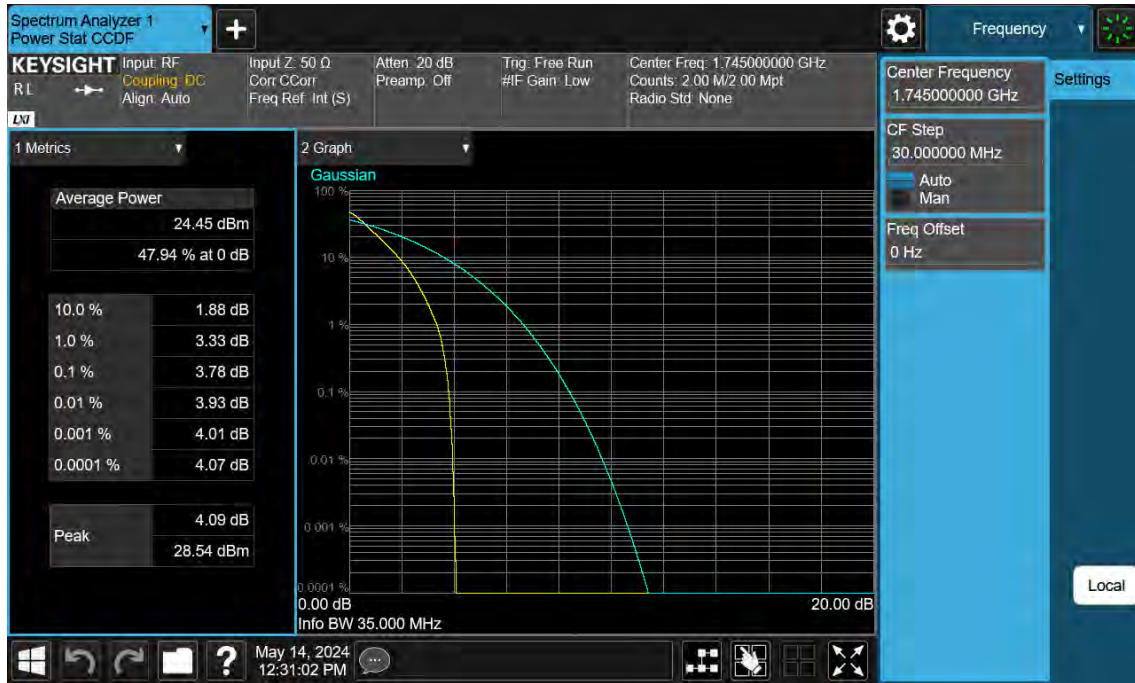 Spectrum Analyzer 1
Power Stat CCDF
Frequency
KEYSIGHT
RL
LXI
Input: RF
Coupling: DC
Align: Auto
Input Z: 50 Ω
Corr CCorr
Freq Ref: Int (S)
Atten: 20 dB
Preamp: Off
Trig: Free Run
#IF Gain: Low
Center Freq: 1.745000000 GHz
Counts: 2.00 M/2.00 Mpt
Radio Std: None
Center Frequency
1.745000000 GHz
Settings
CF Step
30.000000 MHz
Auto
Man
Freq Offset
0 Hz
1 Metrics
Average Power
24.45 dBm
47.94 % at 0 dB
10.0 % 1.88 dB
1.0 % 3.33 dB
0.1 % 3.78 dB
0.01 % 3.93 dB
0.001 % 4.01 dB
0.0001 % 4.07 dB
Peak
4.09 dB
28.54 dBm
2 Graph
Gaussian
100 %
10 %
1 %
0.1 %
0.01 %
0.001 %
0.0001 %
0.00 dB 20.00 dB
Info BW 35.000 MHz
Local
?
May 14, 2024
12:31:02 PM